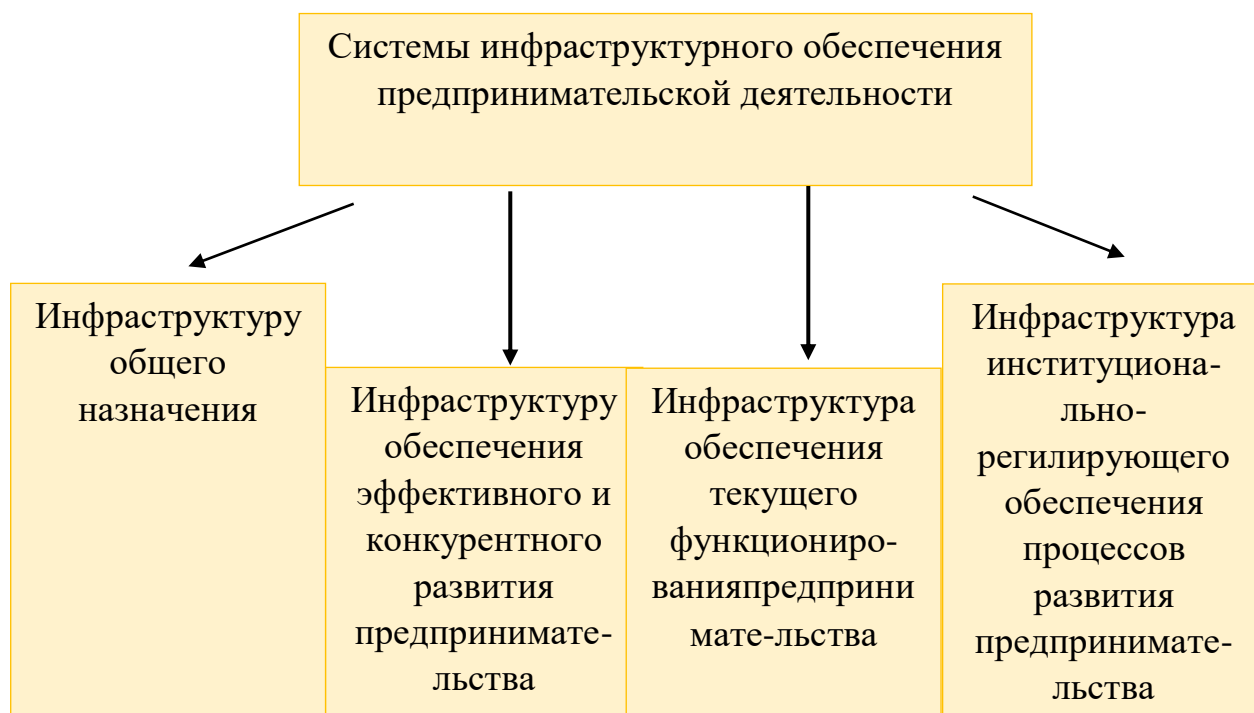 Системы инфраструктурного обеспечения
предпринимательской деятельности
Инфраструктуру
общего
назначения
Инфраструктуру
обеспечения
эффективного и
конкурентного
развития
предпринимате-
льства
Инфраструктура
обеспечения
текущего
функциониро-
ванияпредприни
мате-льства
Инфраструктура
институциона-
льно-
регилирующего
обеспечения
процессов
развития
предпринимате-
льства